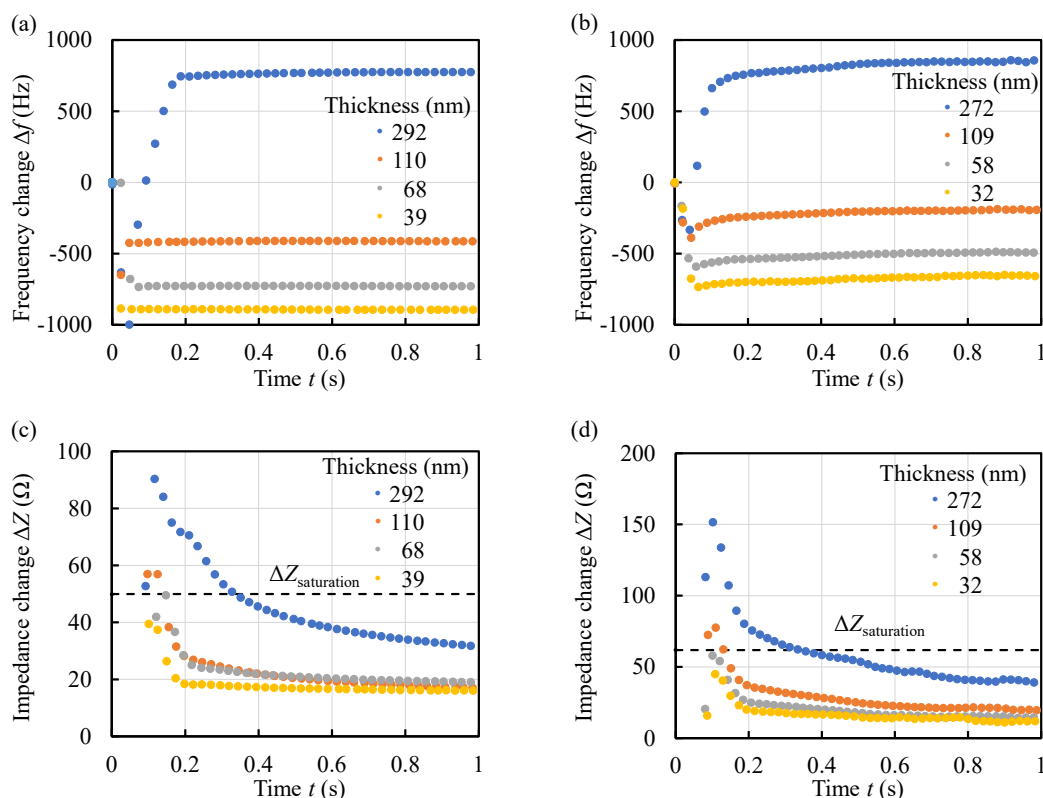 (a)
1000
500
0
-500
-1000
Frequency change Δf (Hz)
Thickness (nm)
292
110
68
39
0 0.2 0.4 0.6 0.8 1
Time t (s)
(b)
1000
500
0
-500
-1000
Frequency change Δf (Hz)
Thickness (nm)
272
109
58
32
0 0.2 0.4 0.6 0.8 1
Time t (s)
(c)
100
80
60
40
20
0
Impedance change ΔZ (Ω)
Thickness (nm)
292
110
68
39
ΔZsaturation
0 0.2 0.4 0.6 0.8 1
Time t (s)
(d)
200
150
100
50
0
Impedance change ΔZ (Ω)
Thickness (nm)
272
109
58
32
ΔZsaturation
0 0.2 0.4 0.6 0.8 1
Time t (s)